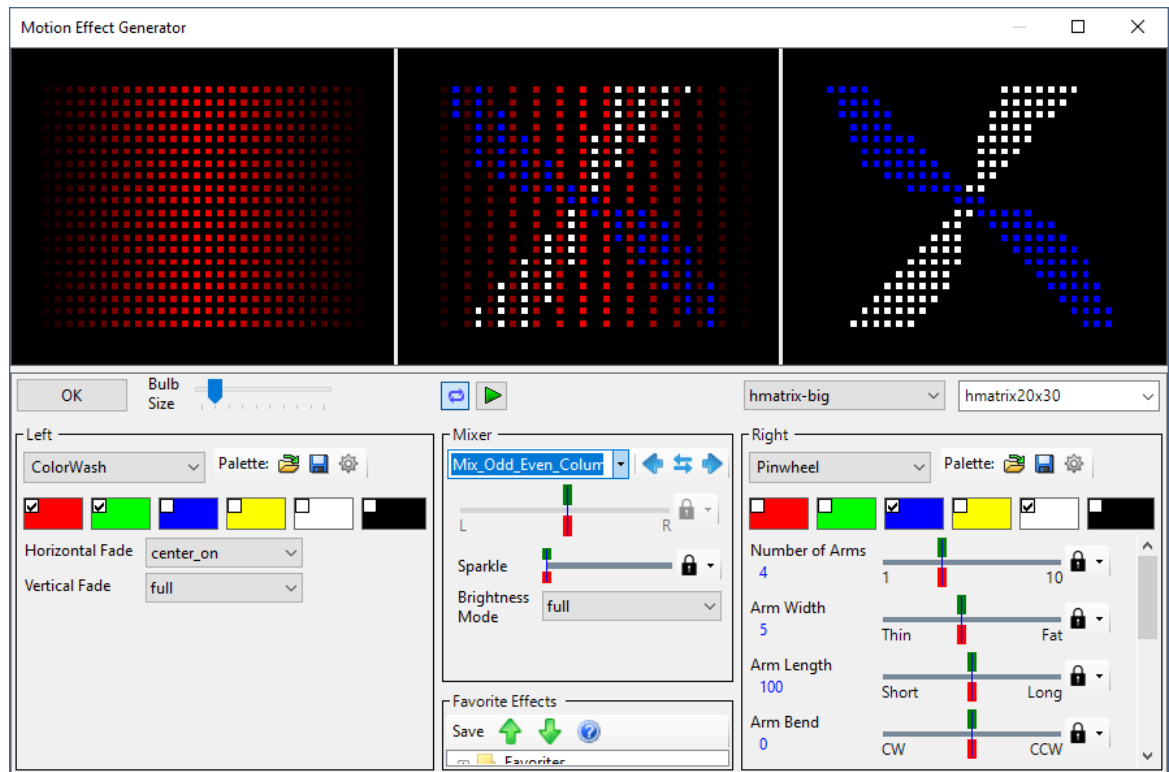 Motion Effect Generator
OK
Bulb
Size
hmatrix-big
hmatrix20x30
Left
ColorWash
Palette:
Horizontal Fade
center_on
Vertical Fade
full
Mixer
Mix_Odd_Even_Colum
L
R
Sparkle
Brightness
Mode
full
Favorite Effects
Save
Favorites
Right
Pinwheel
Palette:
Number of Arms
4
1
10
Arm Width
5
Thin
Fat
Arm Length
100
Short
Long
Arm Bend
0
CW
CCW